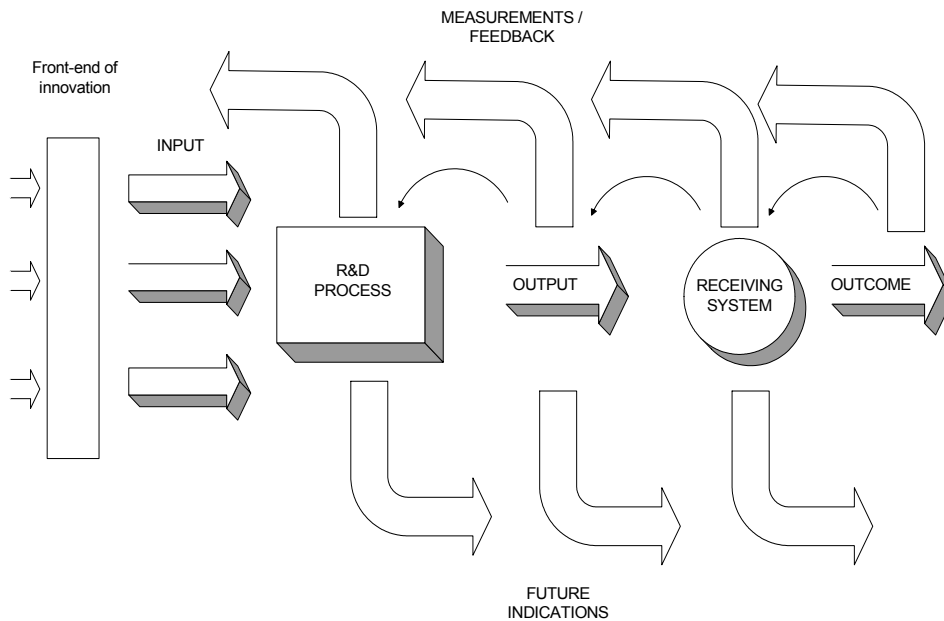 MEASUREMENTS /
FEEDBACK
Front-end of
innovation
INPUT
R&D
PROCESS
OUTPUT
RECEIVING
SYSTEM
OUTCOME
FUTURE
INDICATIONS